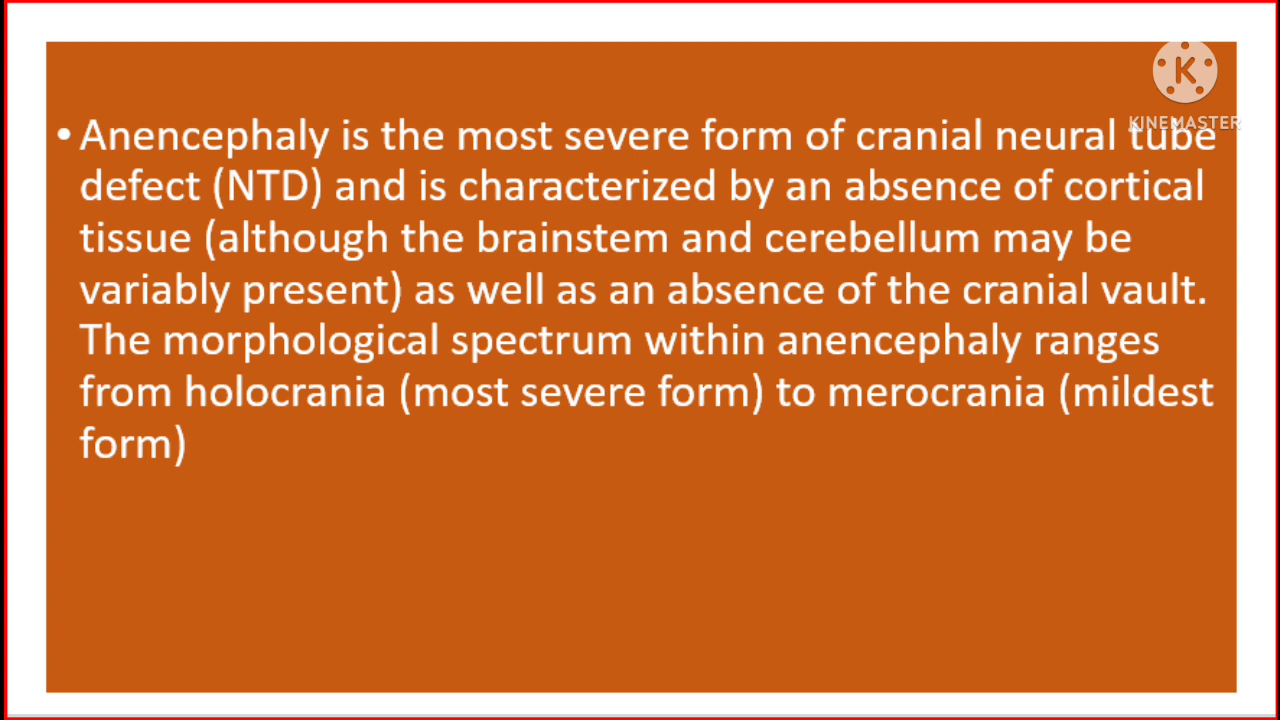 K
KINEMASTER
• Anencephaly is the most severe form of cranial neural tube
defect (NTD) and is characterized by an absence of cortical
tissue (although the brainstem and cerebellum may be
variably present) as well as an absence of the cranial vault.
The morphological spectrum within anencephaly ranges
from holocrania (most severe form) to merocrania (mildest
form)